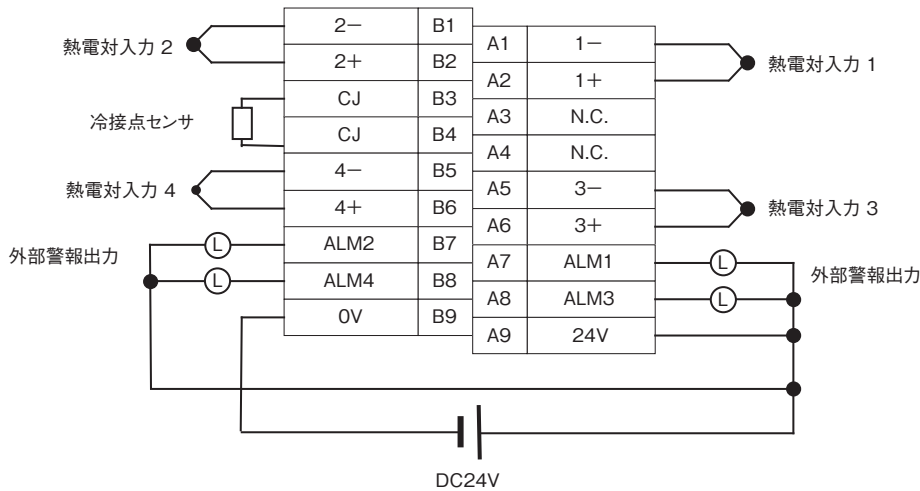 熱電対入力 2
冷接点センサ
熱電対入力 4
外部警報出力
2− B1
2+ B2
CJ B3
CJ B4
4− B5
4+ B6
L ALM2 B7
L ALM4 B8
0V B9
A1 1−
A2 1+
A3 N.C.
A4 N.C.
A5 3−
A6 3+
A7 ALM1 L
A8 ALM3 L
A9 24V
熱電対入力 1
熱電対入力 3
外部警報出力
DC24V